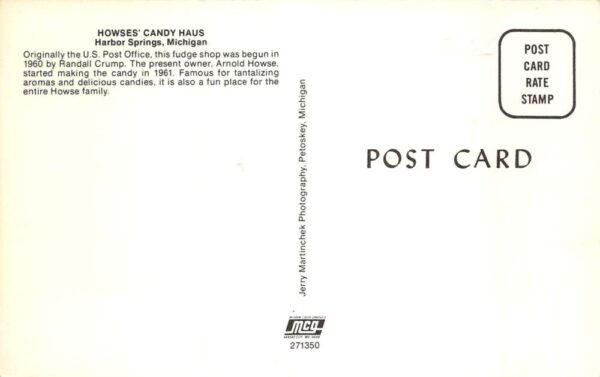 HOWSES' CANDY HAUS
Harbor Springs, Michigan
Originally the U.S. Post Office, this fudge shop was begun in
1960 by Randall Crump. The present owner, Arnold Howse,
started making the candy in 1961. Famous for tantalizing
aromas and delicious candies, it is also a fun place for the
entire Howse family.
Jerry Martinchek Photography, Petoskey, Michigan
mcg
271350
POST
CARD
RATE
STAMP
POST CARD